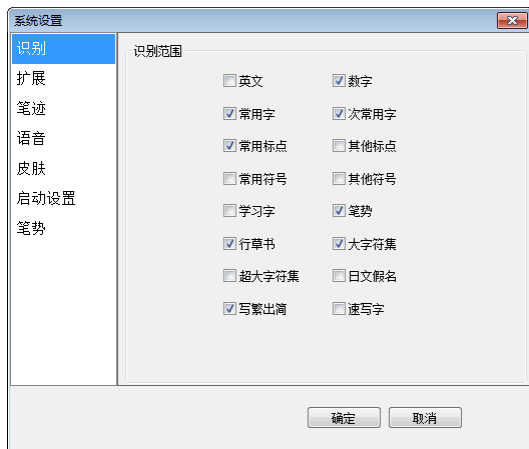 系统设置
识别
扩展
笔迹
语音
皮肤
启动设置
笔势
识别范围
英文 数字
常用字 次常用字
常用标点 其他标点
常用符号 其他符号
学习字 笔势
行草书 大字符集
超大字符集 日文假名
写繁出简 速写字
确定 取消